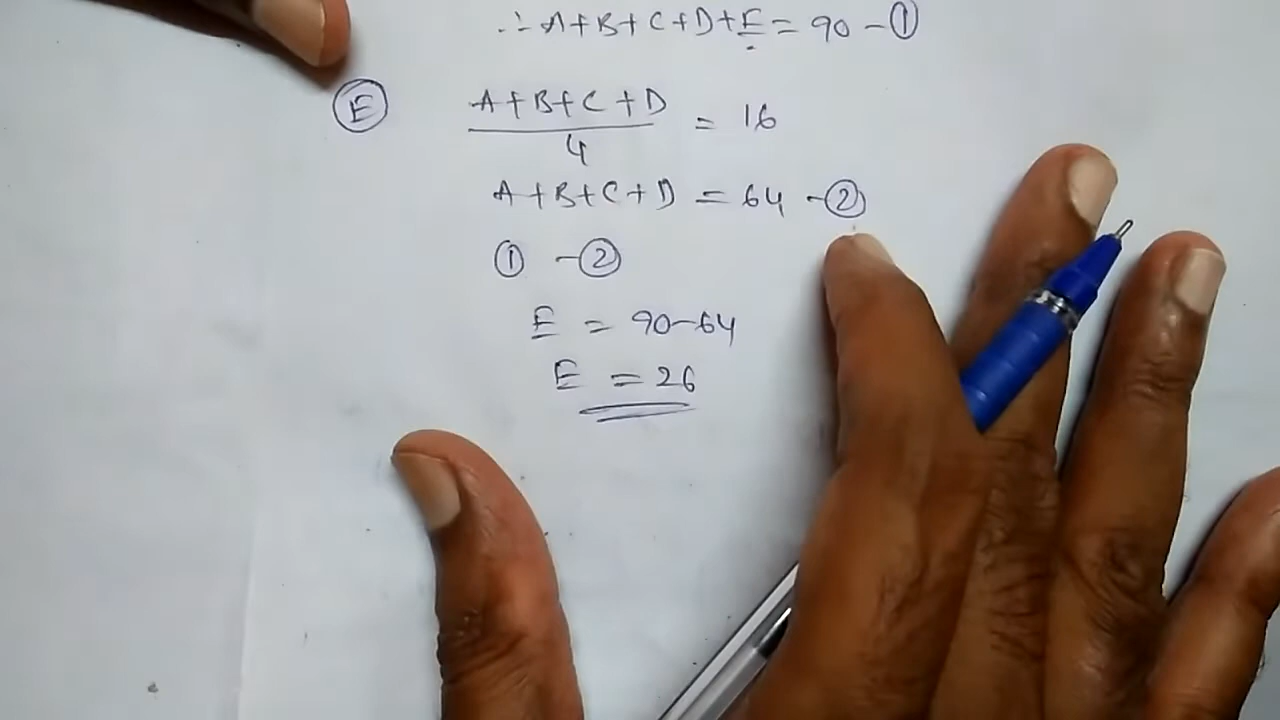 ∴ A+B+C+D+E = 90 - ①
Ⓔ A+B+C+D / 4 = 16
A+B+C+D = 64 - ②
① - ②
E = 90-64
E = 26